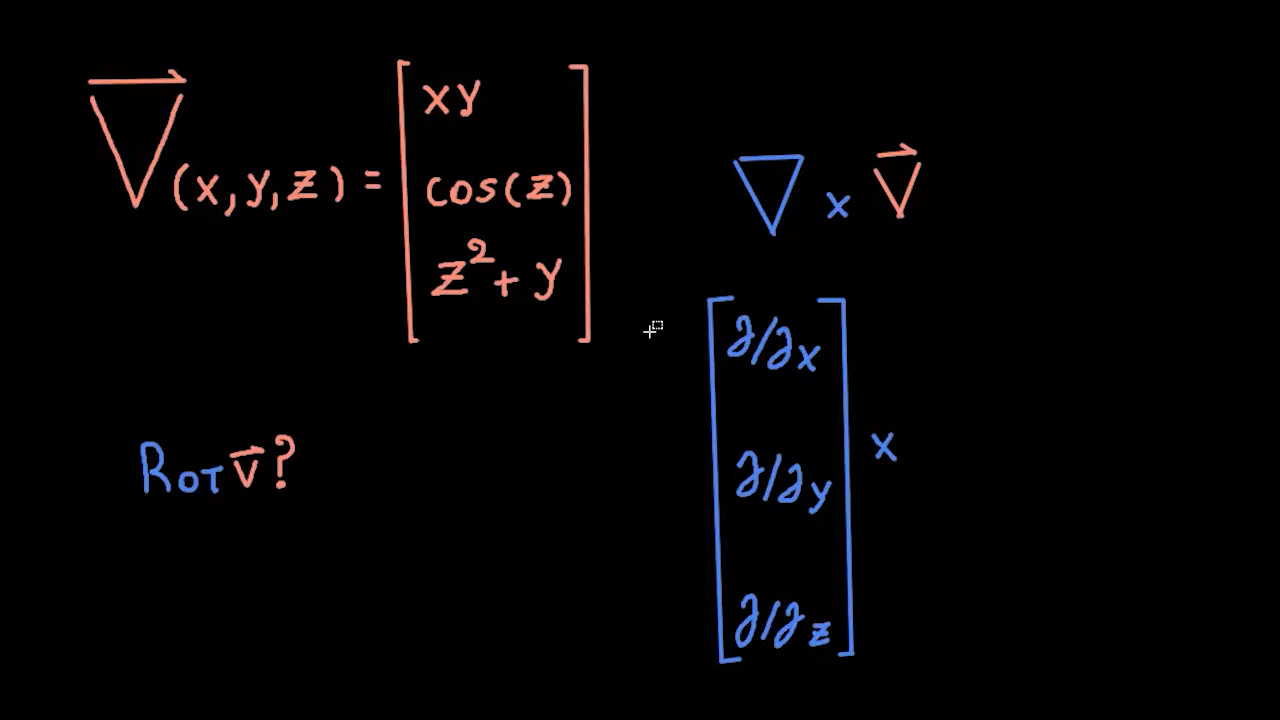 V⃗(x,y,z) = [xy
cos(z)
z²+y]
∇ x V⃗
[∂/∂x
∂/∂y
∂/∂z] x
Rot v⃗?